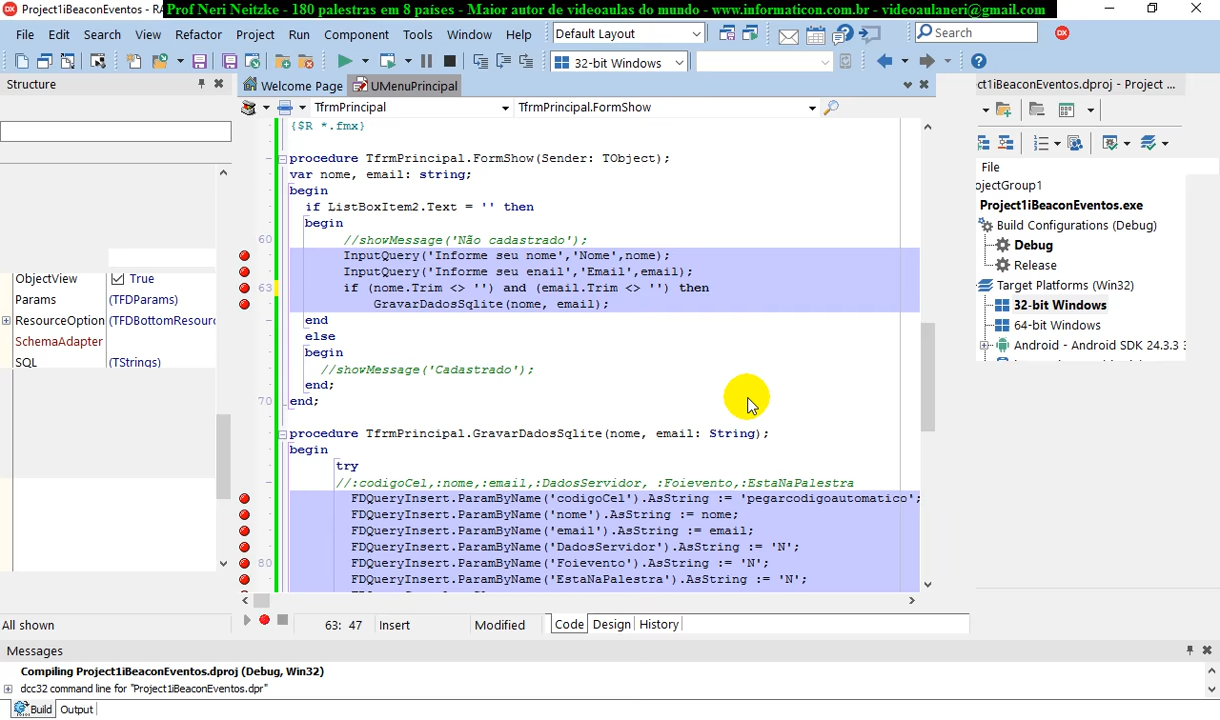 Project1iBeaconEventos - RA
Prof Neri Neitzke - 180 palestras em 8 países - Maior autor de videoaulas do mundo - www.informaticon.com.br - videoaulaneri@gmail.com
File Edit Search View Refactor Project Run Component Tools Window Help
Default Layout
Search
DX
32-bit Windows
Structure
Welcome Page
UMenuPrincipal
ct1iBeaconEventos.dproj - Project ...
TfrmPrincipal
TfrmPrincipal.FormShow
{$R *.fmx}
procedure TfrmPrincipal.FormShow(Sender: TObject);
var nome, email: string;
begin
if ListBoxItem2.Text = '' then
begin
60 //showMessage('Não cadastrado');
InputQuery('Informe seu nome','Nome',nome);
InputQuery('Informe seu enail','Email',email);
63 if (nome.Trim <> '') and (email.Trim <> '') then
GravarDadosSqlite(nome, email);
end
else
begin
//showMessage('Cadastrado');
end;
70 end;
procedure TfrmPrincipal.GravarDadosSqlite(nome, email: String);
begin
try
//:codigoCel,:nome,:email,:DadosServidor, :Foievento,:EstaNaPalestra
FDQueryInsert.ParamByName('codigoCel').AsString := 'pegarcodigoautomatico';
FDQueryInsert.ParamByName('nome').AsString := nome;
FDQueryInsert.ParamByName('email').AsString := email;
FDQueryInsert.ParamByName('DadosServidor').AsString := 'N';
80 FDQueryInsert.ParamByName('Foievento').AsString := 'N';
FDQueryInsert.ParamByName('EstaNaPalestra').AsString := 'N';
ObjectView True
Params (TFDParams)
ResourceOption (TFDBottomResourc
SchemaAdapter
SQL (TStrings)
All shown
File
ojectGroup1
Project1iBeaconEventos.exe
Build Configurations (Debug)
Debug
Release
Target Platforms (Win32)
32-bit Windows
64-bit Windows
Android - Android SDK 24.3.3
63: 47 Insert Modified
Code Design History
Messages
Compiling Project1iBeaconEventos.dproj (Debug, Win32)
dcc32 command line for "Project1iBeaconEventos.dpr"
Build Output